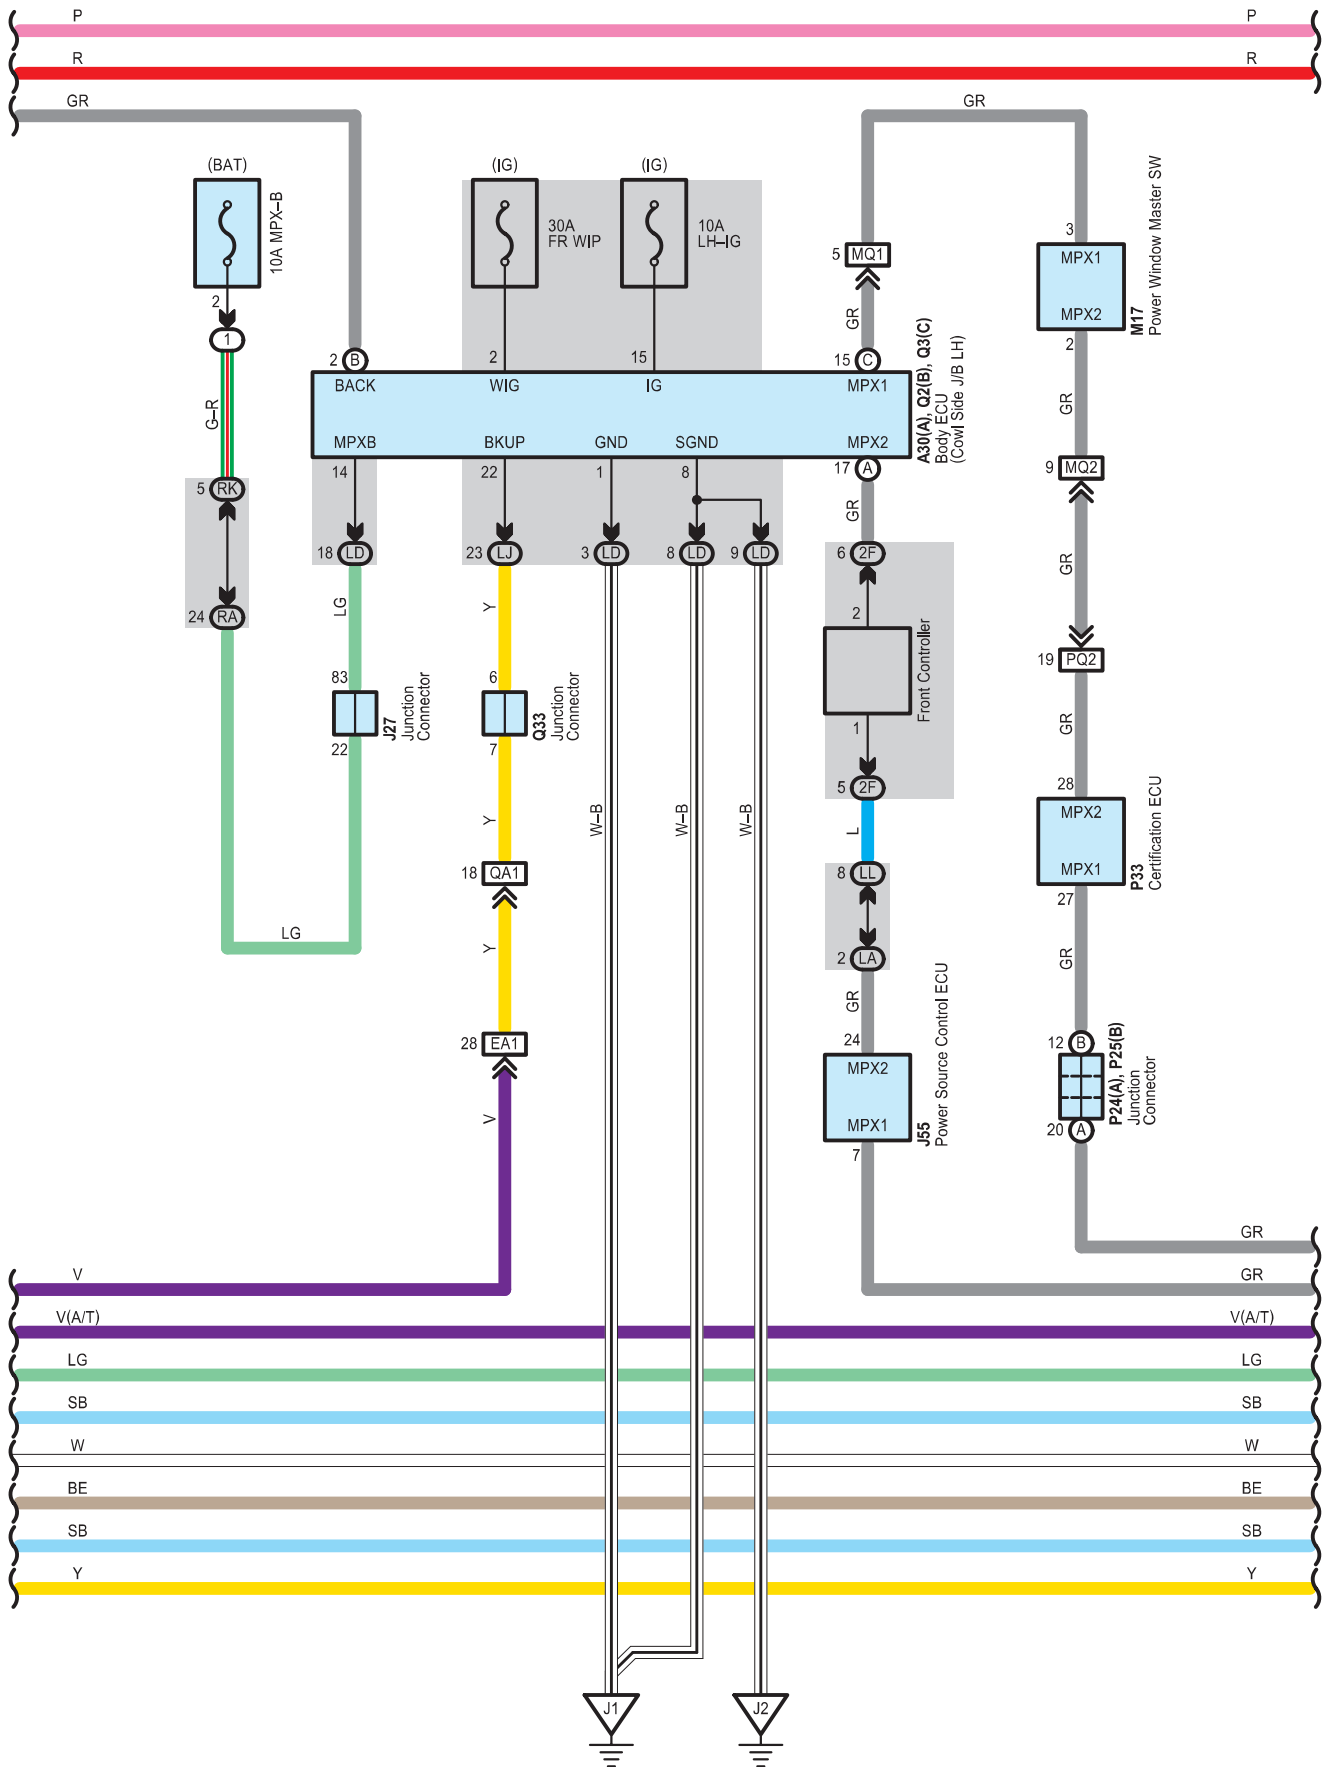 P
P
R
R
GR
GR
(BAT)
(IG)
(IG)
10A MPX–B
30A
FR WIP
10A
LH–IG
2
1
G–R
5 RK
24 RA
5 MQ1
GR
3
MPX1
MPX2
2
M17
Power Window Master SW
2 B
2
15
15 C
BACK
WIG
IG
MPX1
MPXB
BKUP
GND
SGND
MPX2
A30(A), Q2(B), Q3(C)
Body ECU
(Cowl Side J/B LH)
14
22
1
8
17 A
GR
GR
9 MQ2
18 LD
23 LJ
3 LD
8 LD
9 LD
6 2F
GR
LG
Y
2
Front Controller
1
5 2F
19 PQ2
83
J27
Junction
Connector
22
6
Q33
Junction
Connector
7
GR
28
MPX2
MPX1
27
P33
Certification ECU
Y
W–B
W–B
W–B
L
18 QA1
8 LL
LG
Y
2 LA
GR
GR
28 EA1
24
MPX2
MPX1
7
J55
Power Source Control ECU
12 B
20 A
P24(A), P25(B)
Junction
Connector
V
GR
V
GR
V(A/T)
V(A/T)
LG
LG
SB
SB
W
W
BE
BE
SB
SB
Y
Y
J1
J2